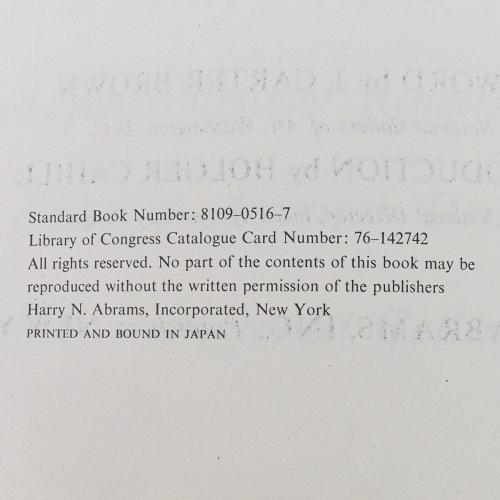 Standard Book Number: 8109–0516–7
Library of Congress Catalogue Card Number: 76–142742
All rights reserved. No part of the contents of this book may be
reproduced without the written permission of the publishers
Harry N. Abrams, Incorporated, New York
PRINTED AND BOUND IN JAPAN